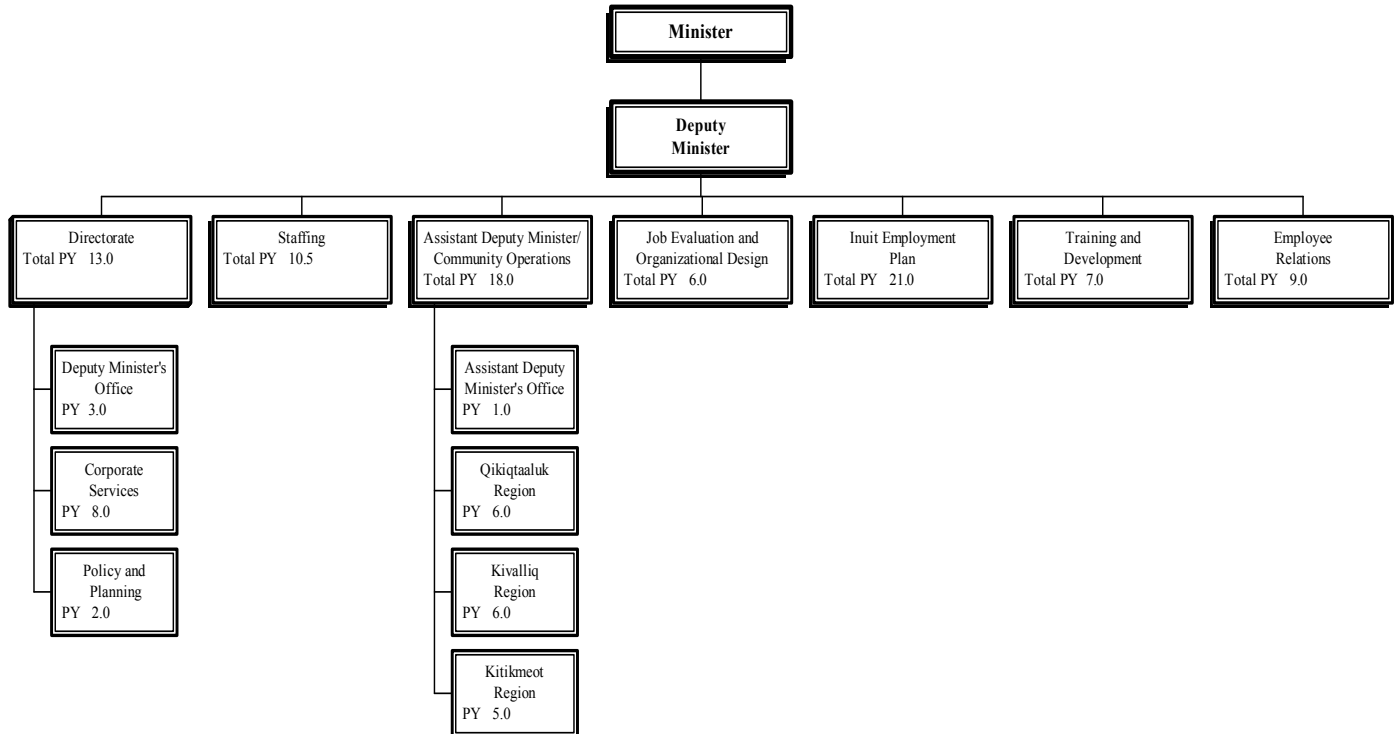 Minister
Deputy
Minister
Directorate
Total PY 13.0
Staffing
Total PY 10.5
Assistant Deputy Minister/
Community Operations
Total PY 18.0
Job Evaluation and
Organizational Design
Total PY 6.0
Inuit Employment
Plan
Total PY 21.0
Training and
Development
Total PY 7.0
Employee
Relations
Total PY 9.0
Deputy Minister's
Office
PY 3.0
Corporate
Services
PY 8.0
Policy and
Planning
PY 2.0
Assistant Deputy
Minister's Office
PY 1.0
Qikiqtaaluk
Region
PY 6.0
Kivalliq
Region
PY 6.0
Kitikmeot
Region
PY 5.0